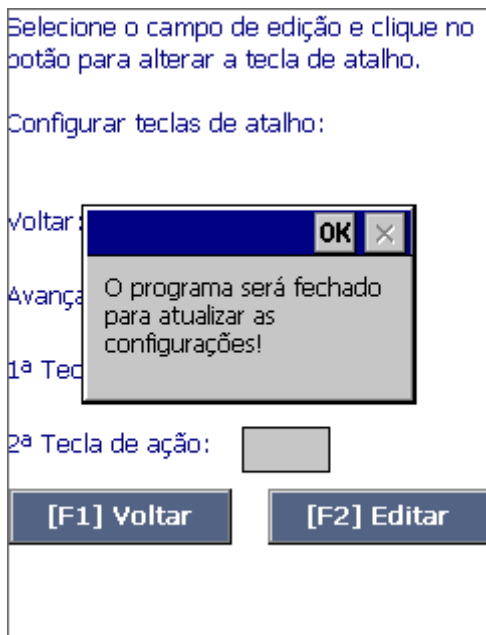 Selecione o campo de edição e clique no
botão para alterar a tecla de atalho.
Configurar teclas de atalho:
Voltar:
OK
O programa será fechado
para atualizar as
configurações!
2ª Tecla de ação:
[F1] Voltar
[F2] Editar